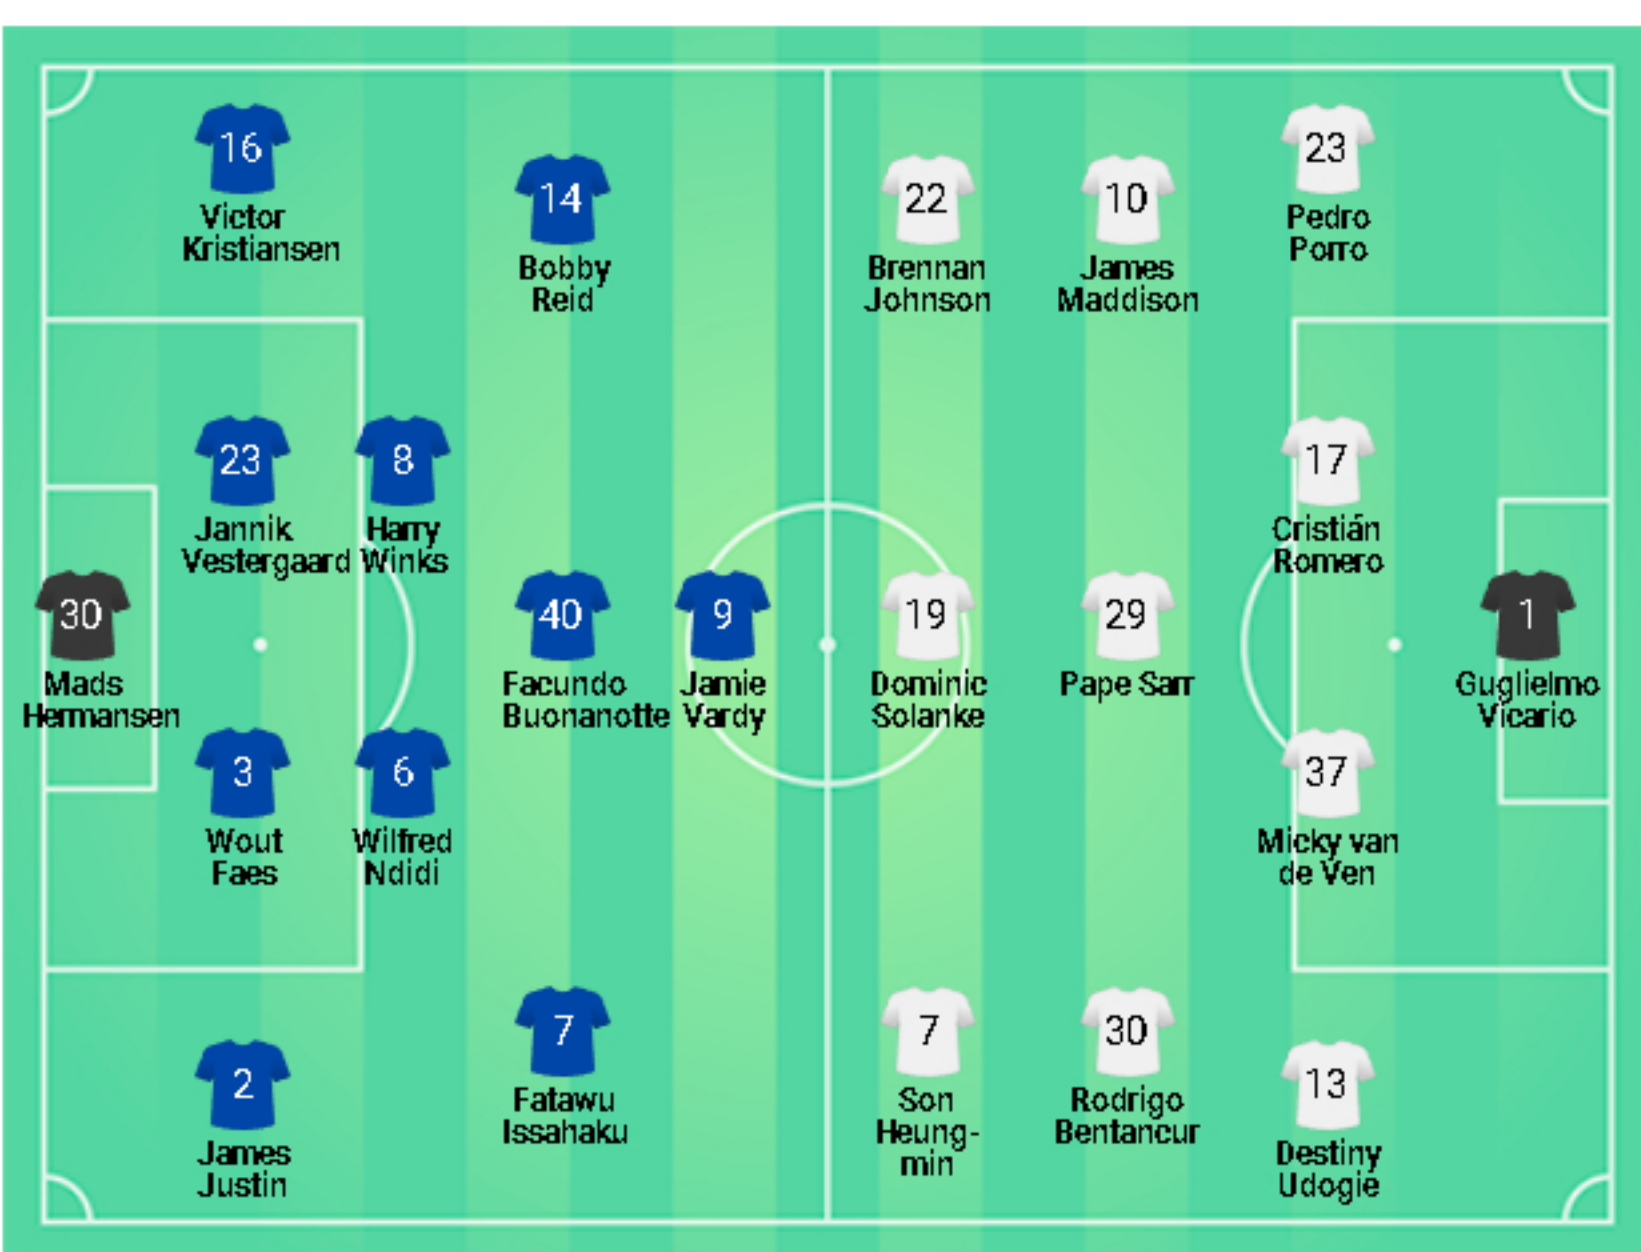 16
Victor
Kristiansen
14
Bobby
Reid
22
Brennan
Johnson
10
James
Maddison
23
Pedro
Porro
23
Jannik
Vestergaard
8
Harry
Winks
17
Cristián
Romero
30
Mads
Hermansen
40
Facundo
Buonanotte
9
Jamie
Vardy
19
Dominic
Solanke
29
Pape Sarr
1
Guglielmo
Vicario
3
Wout
Faes
6
Wilfred
Ndidi
37
Micky van
de Ven
2
James
Justin
7
Fatawu
Issahaku
7
Son
Heung-
min
30
Rodrigo
Bentancur
13
Destiny
Udogie